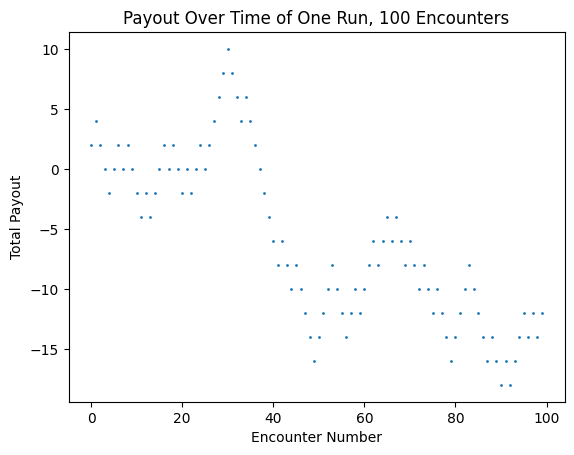 Payout Over Time of One Run, 100 Encounters
10
5
0
−5
−10
−15
Total Payout
0 20 40 60 80 100
Encounter Number